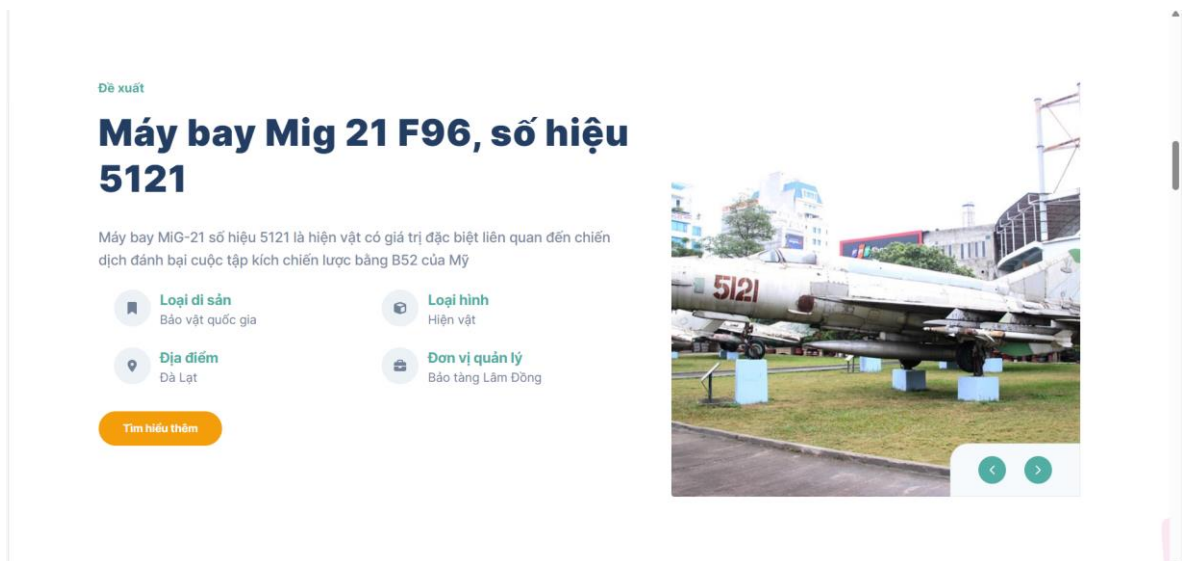 Đề xuất
Máy bay Mig 21 F96, số hiệu
5121
Máy bay MiG-21 số hiệu 5121 là hiện vật có giá trị đặc biệt liên quan đến chiến
dịch đánh bại cuộc tập kích chiến lược bằng B52 của Mỹ
Loại di sản
Bảo vật quốc gia
Loại hình
Hiện vật
Địa điểm
Đà Lạt
Đơn vị quản lý
Bảo tàng Lâm Đồng
Tìm hiểu thêm
5121